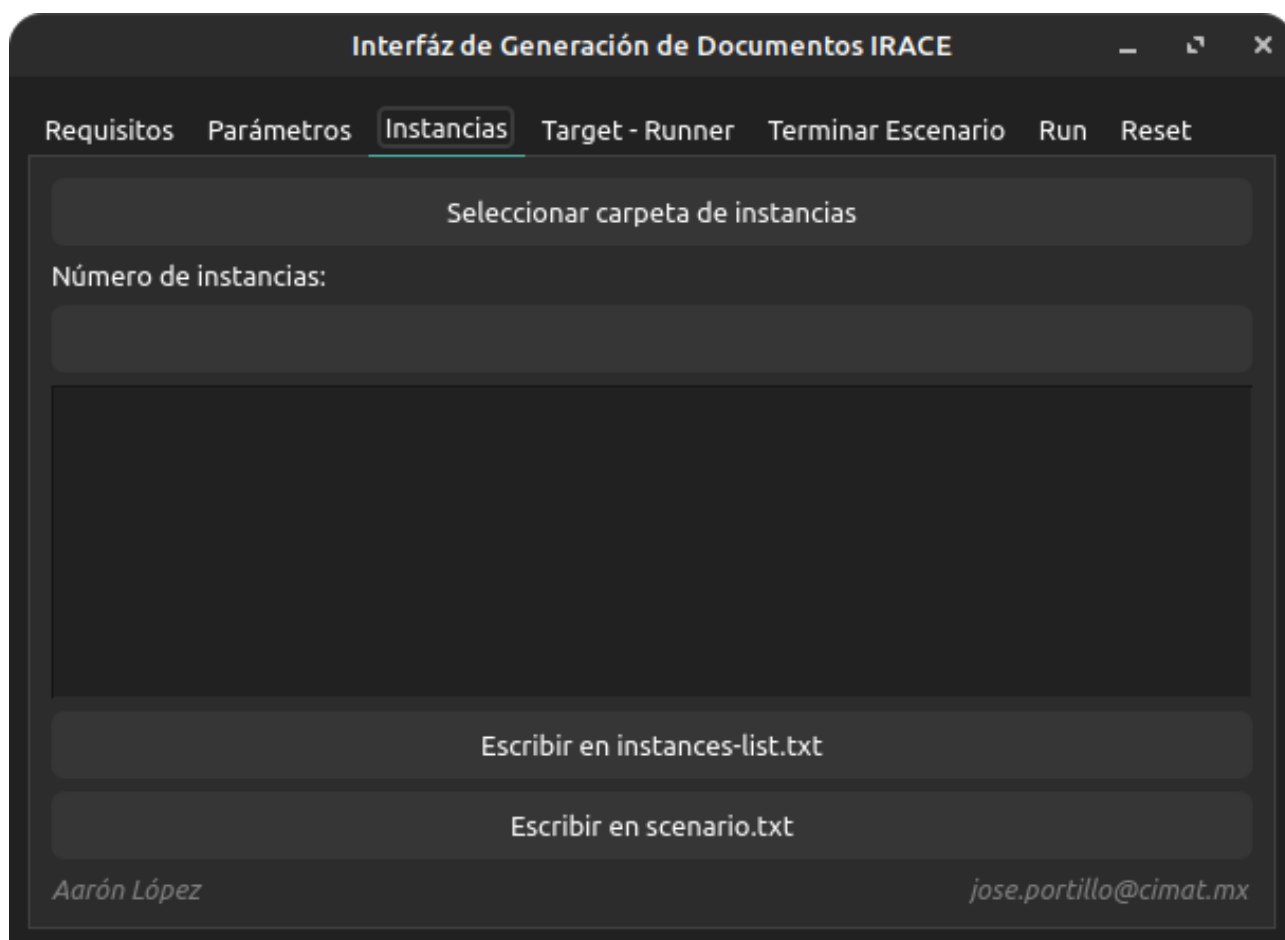 Interfáz de Generación de Documentos IRACE
Requisitos Parámetros Instancias Target - Runner Terminar Escenario Run Reset
Seleccionar carpeta de instancias
Número de instancias:
Escribir en instances-list.txt
Escribir en scenario.txt
Aarón López jose.portillo@cimat.mx